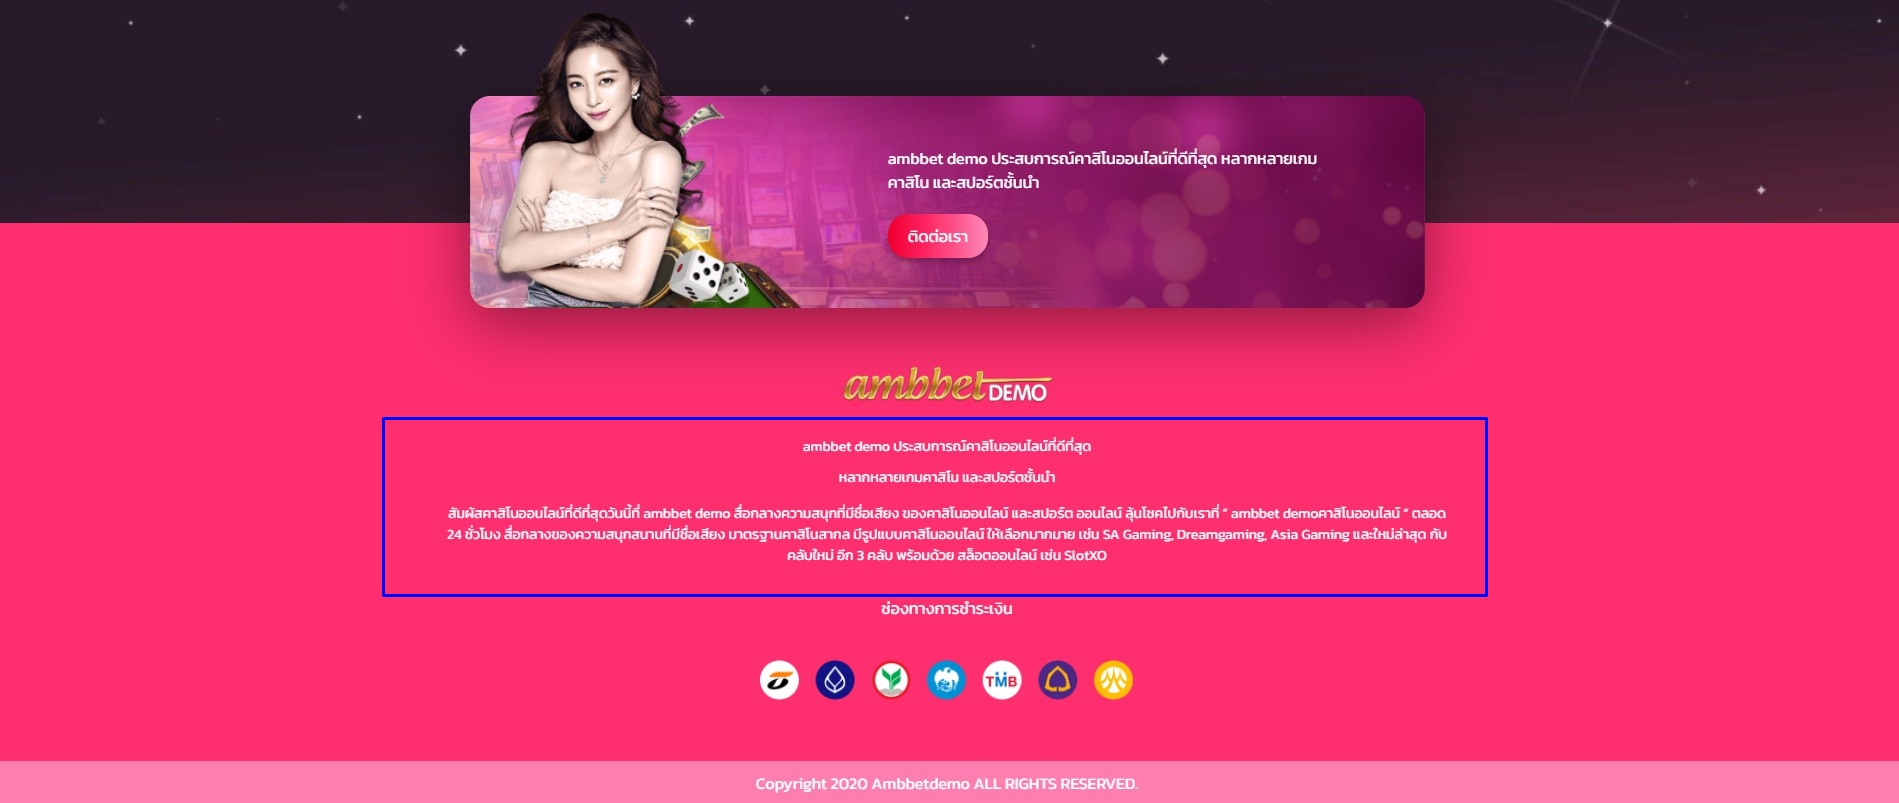 ambbet demo ประสบการณ์คาสิโนออนไลน์ที่ดีที่สุด หลากหลายเกม
คาสิโน และสปอร์ตชั้นนำ
ติดต่อเรา
ambbet DEMO
ambbet demo ประสบการณ์คาสิโนออนไลน์ที่ดีที่สุด
หลากหลายเกมคาสิโน และสปอร์ตชั้นนำ
สัมผัสคาสิโนออนไลน์ที่ดีที่สุดวันนี้ที่ ambbet demo สื่อกลางความสนุกที่มีชื่อเสียง ของคาสิโนออนไลน์ และสปอร์ต ออนไลน์ ลุ้นโชคไปกับเราที่ “ ambbet demoคาสิโนออนไลน์ “ ตลอด
24 ชั่วโมง สื่อกลางของความสนุกสนานที่มีชื่อเสียง มาตรฐานคาสิโนสากล มีรูปแบบคาสิโนออนไลน์ ให้เลือกมากมาย เช่น SA Gaming, Dreamgaming, Asia Gaming และใหม่ล่าสุด กับ
คลับใหม่ อีก 3 คลับ พร้อมด้วย สล็อตออนไลน์ เช่น SlotXO
ช่องทางการชำระเงิน
TMB
Copyright 2020 Ambbetdemo ALL RIGHTS RESERVED.